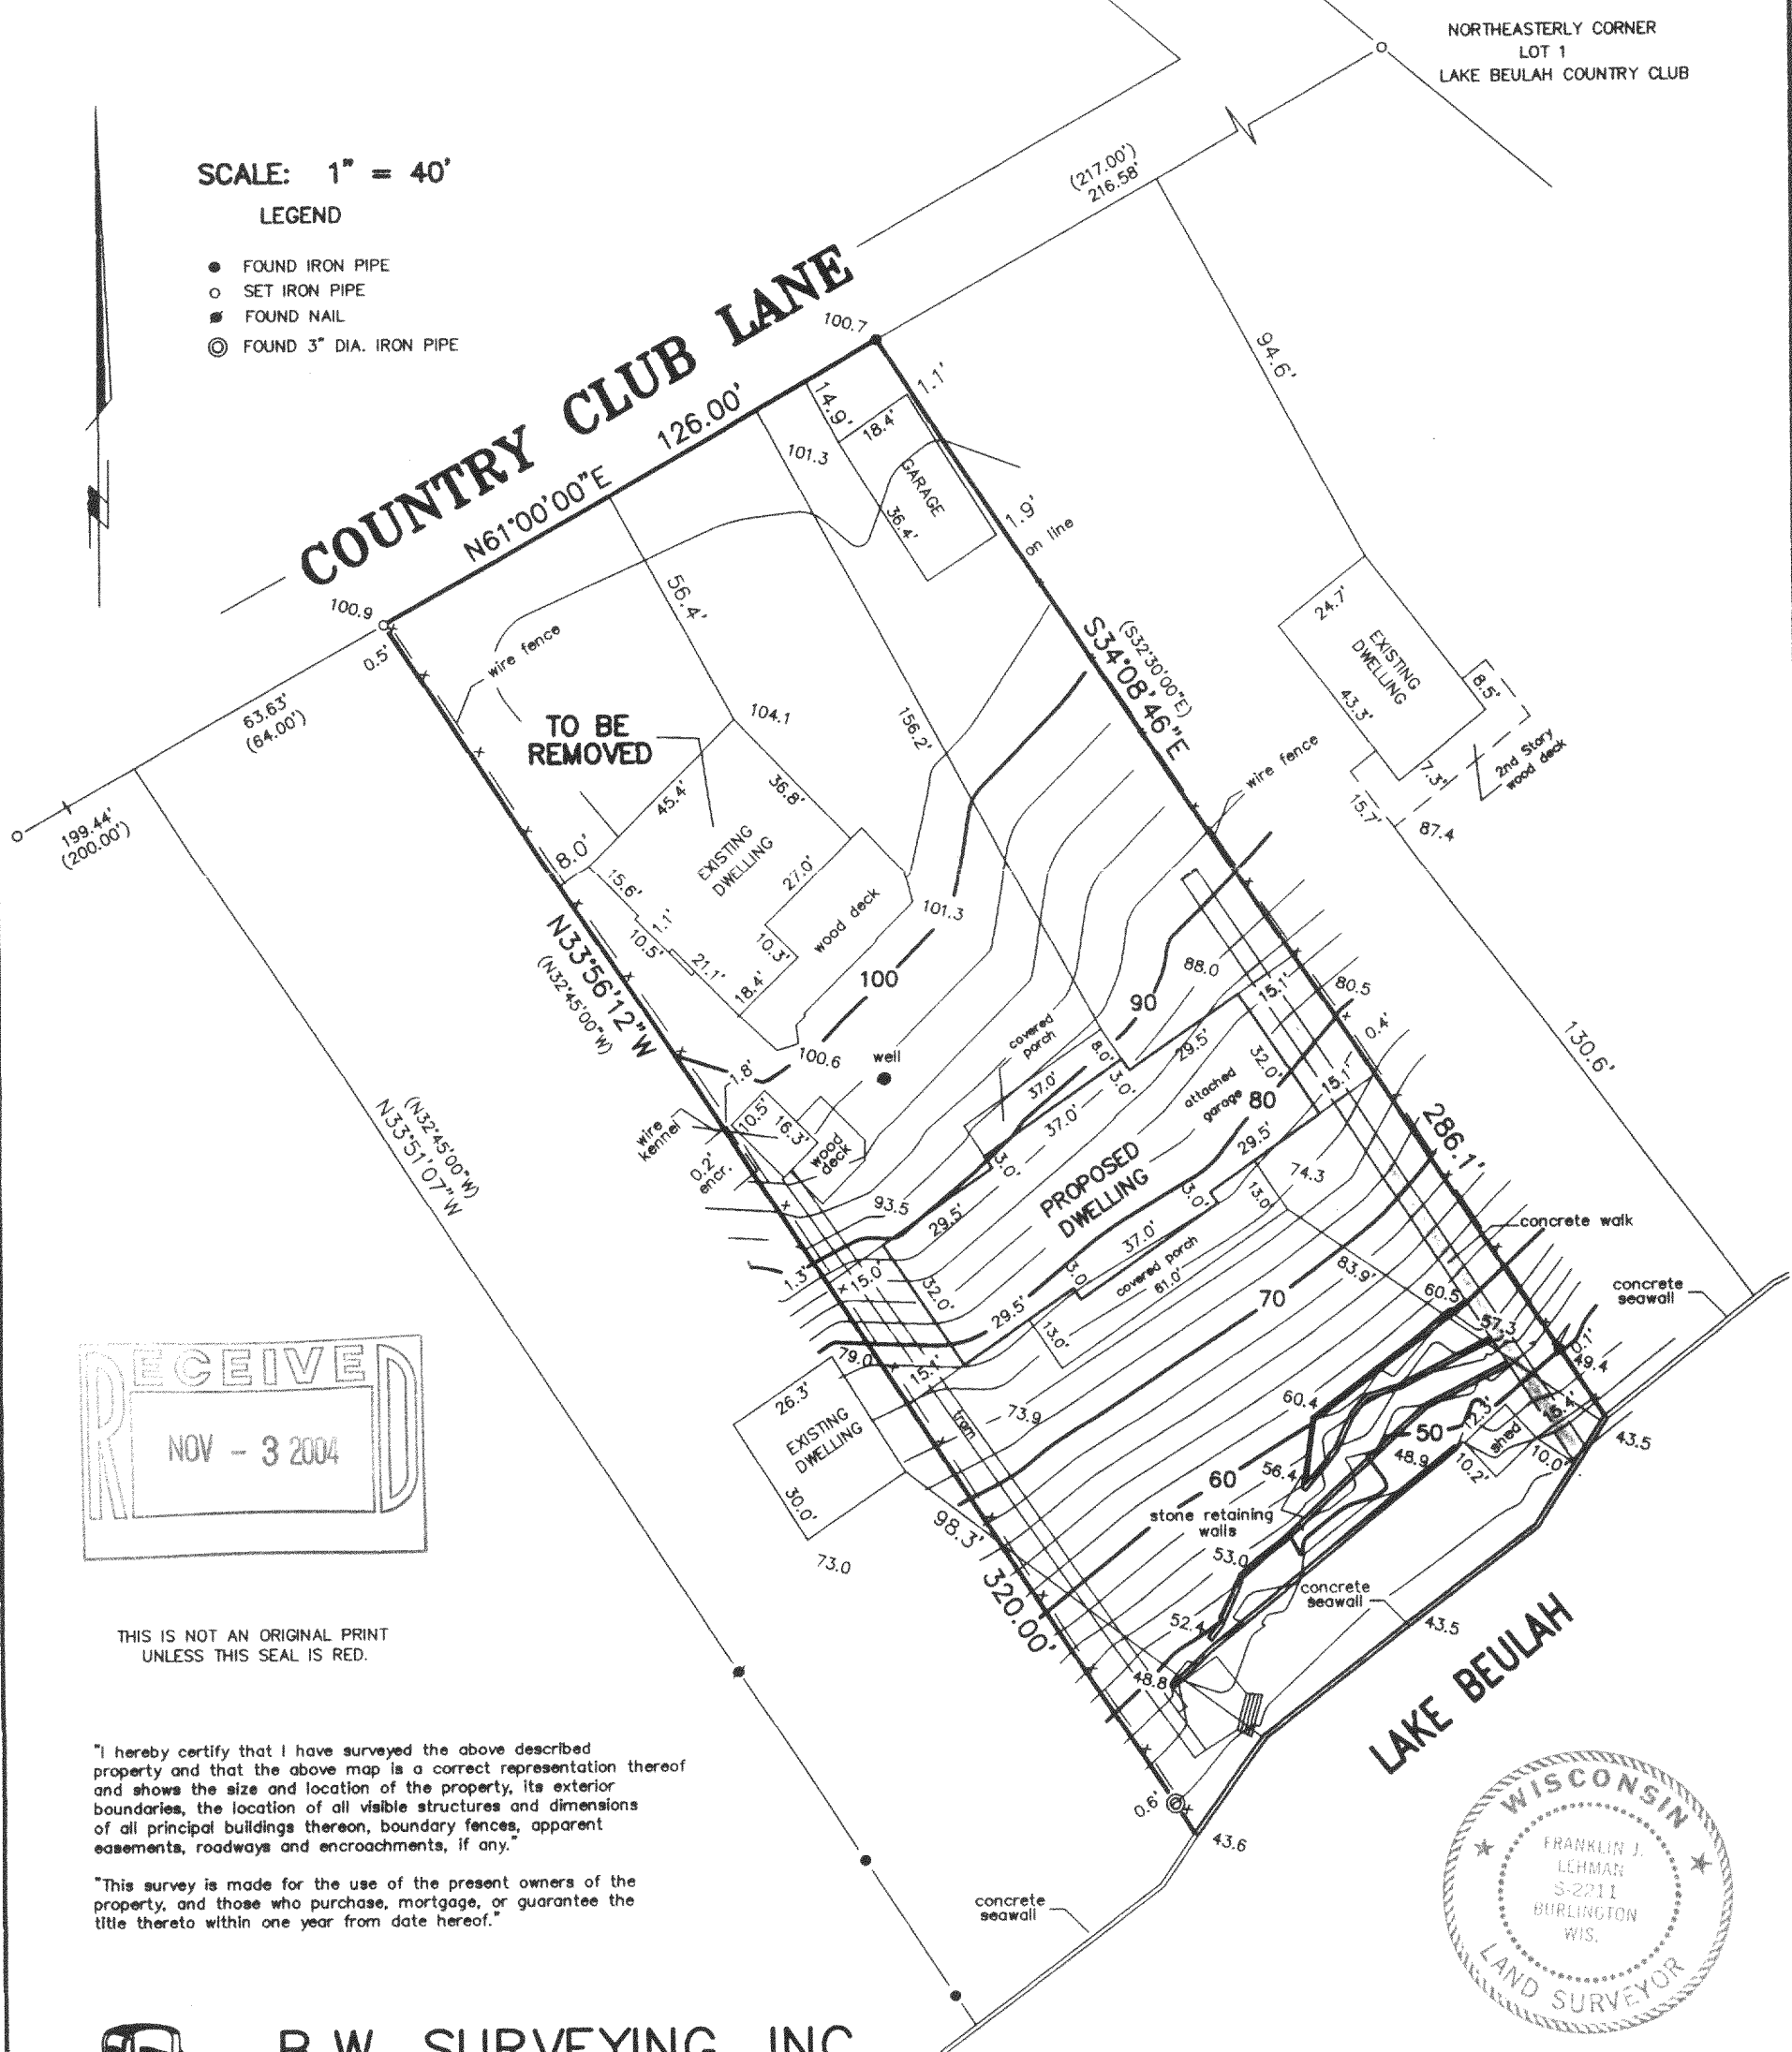 NORTHEASTERLY CORNER
LOT 1
LAKE BEULAH COUNTRY CLUB
SCALE: 1" = 40'
LEGEND
FOUND IRON PIPE
SET IRON PIPE
FOUND NAIL
FOUND 3" DIA. IRON PIPE
(217.00')
216.58'
COUNTRY CLUB LANE
100.7
126.00'
N61°00'00"E
14.9'
18.4'
1.1'
101.3
GARAGE
36.4'
1.9'
on line
94.6'
100.9
0.5'
wire fence
56.4'
63.63'
(64.00')
199.44'
(200.00')
TO BE
REMOVED
104.1
156.2'
(S32°30'00"E)
S34°08'46"E
wire fence
24.7'
EXISTING
DWELLING
43.3'
8.5'
7.3'
2nd Story
wood deck
15.7'
87.4
45.4'
36.8'
EXISTING
DWELLING
8.0'
15.6'
1.1'
10.5'
21.1'
27.0'
10.3'
18.4'
wood deck
101.3
100
N33°56'12"W
(N32°45'00"W)
100.6
1.8'
well
88.0
90
15.1'
80.5
0.4'
covered
porch
8.0'
3.0'
29.5'
32.0'
15.1'
37.0'
37.0'
attached
garage
80
130.6'
286.1'
(N32°45'00"W)
N33°51'07"W
wire
kennel
10.5'
16.3'
wood
deck
0.2'
encr.
93.5
29.5'
3.0'
PROPOSED
DWELLING
29.5'
74.3
3.0'
13.0'
37.0'
covered porch
61.0'
3.0'
concrete walk
1.3'
15.0'
32.0'
29.5'
13.0'
70
83.9'
60.5
57.3
concrete
seawall
0.1'
49.4
79.0
15.1'
26.3'
EXISTING
DWELLING
30.0'
tram
73.9
60.4
50
12.3'
shed
15.4'
43.5
48.9
10.2'
10.0'
60
56.4
stone retaining
walls
73.0
98.3'
320.00'
53.0
concrete
seawall
43.5
52.4
48.8
LAKE BEULAH
0.6'
43.6
concrete
seawall
RECEIVED
NOV - 3 2004
THIS IS NOT AN ORIGINAL PRINT
UNLESS THIS SEAL IS RED.
"I hereby certify that I have surveyed the above described
property and that the above map is a correct representation thereof
and shows the size and location of the property, its exterior
boundaries, the location of all visible structures and dimensions
of all principal buildings thereon, boundary fences, apparent
easements, roadways and encroachments, if any."
"This survey is made for the use of the present owners of the
property, and those who purchase, mortgage, or guarantee the
title thereto within one year from date hereof."
WISCONSIN
FRANKLIN J.
LEHMAN
S-2211
BURLINGTON
WIS.
LAND SURVEYOR
B.W. SURVEYING, INC.